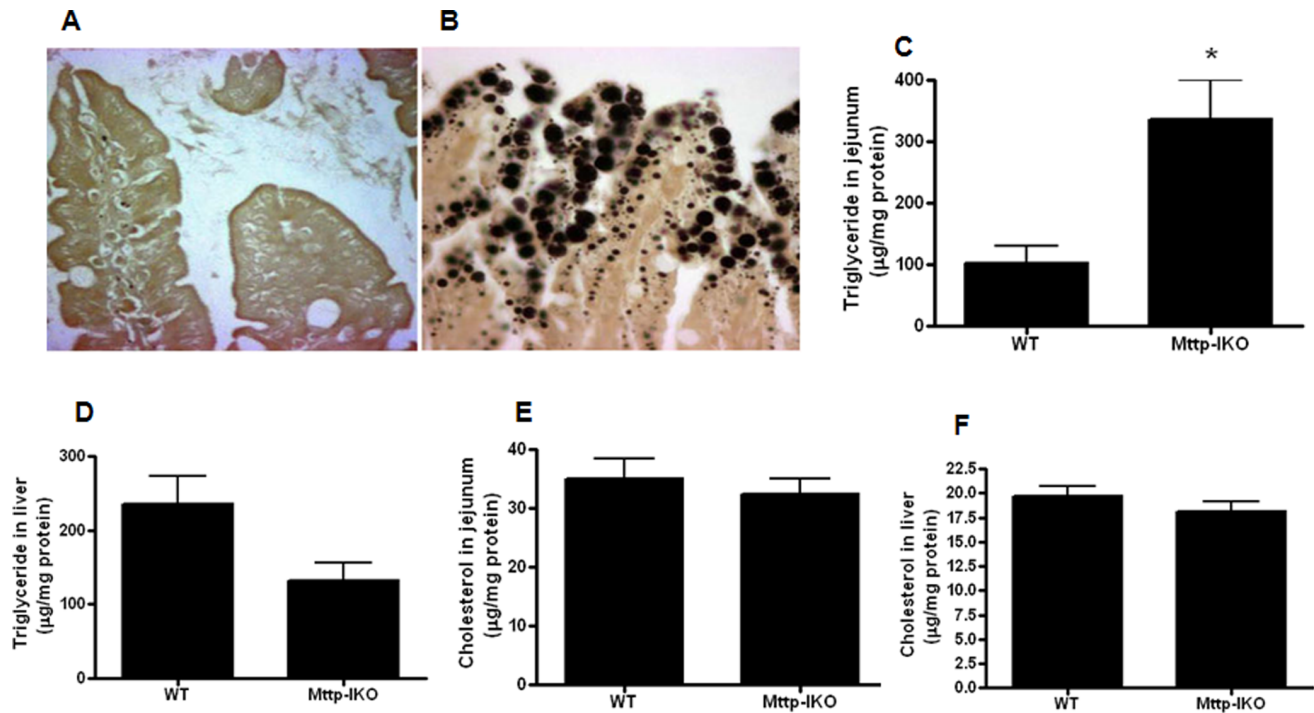 A
B
C
*
Triglyceride in jejunum
(µg/mg protein)
400
300
200
100
0
WT
Mttp-IKO
D
Triglyceride in liver
(µg/mg protein)
300
200
100
0
WT
Mttp-IKO
E
Cholesterol in jejunum
(µg/mg protein)
40
30
20
10
0
WT
Mttp-IKO
F
Cholesterol in liver
(µg/mg protein)
22.5
20.0
17.5
15.0
12.5
10.0
7.5
5.0
2.5
0.0
WT
Mttp-IKO